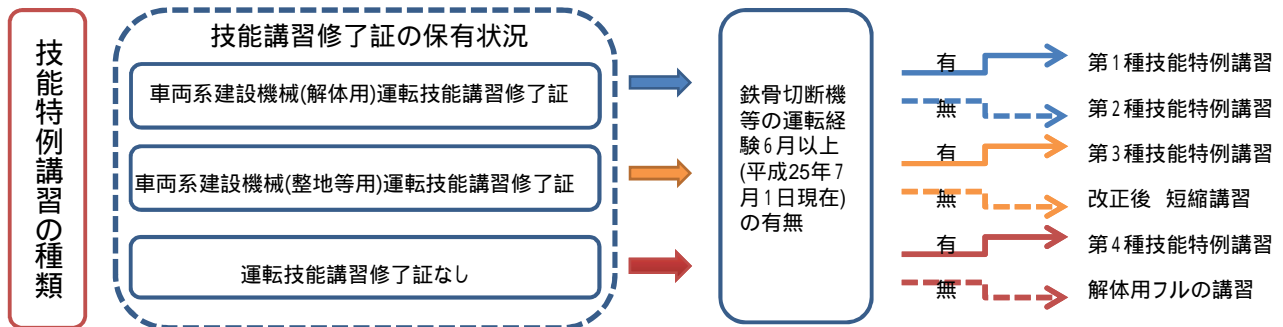 技能特例講習の種類
技能講習修了証の保有状況
車両系建設機械(解体用)運転技能講習修了証
車両系建設機械(整地等用)運転技能講習修了証
運転技能講習修了証なし
鉄骨切断機
等の運転経
験6月以上
(平成25年7
月1日現在)
の有無
有 第1種技能特例講習
無 第2種技能特例講習
有 第3種技能特例講習
無 改正後 短縮講習
有 第4種技能特例講習
無 解体用フルの講習